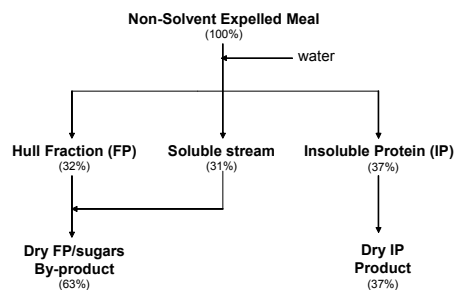 Non-Solvent Expelled Meal
(100%)
water
Hull Fraction (FP)
(32%)
Soluble stream
(31%)
Insoluble Protein (IP)
(37%)
Dry FP/sugars
By-product
(63%)
Dry IP
Product
(37%)